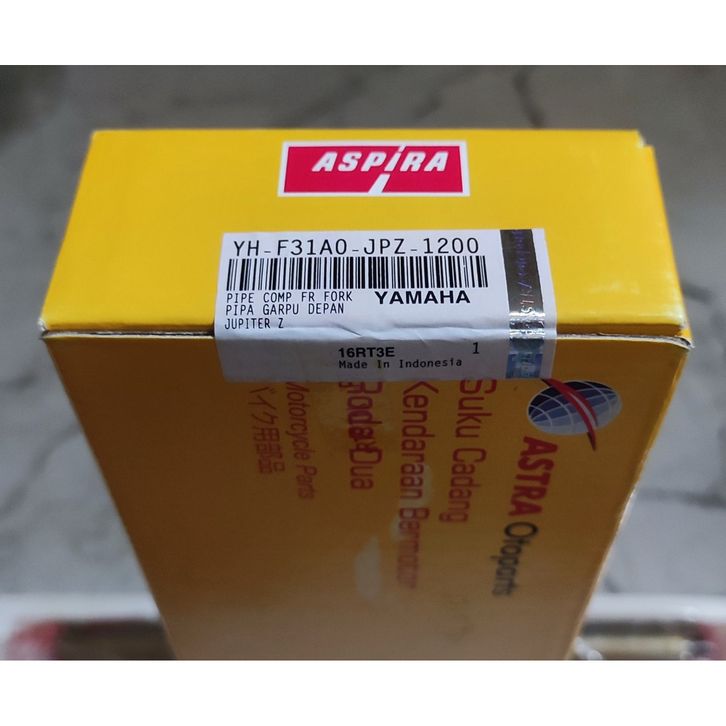 ASPIRA
YH-F31A0-JPZ-1200
PIPE COMP FR FORK
YAMAHA
PIPA GARPU DEPAN
JUPITER Z
16RT3E 1
Made In Indonesia
ASTRA Otoparts
Suku Cadang
Kendaraan Bermotor
Roda Dua
Motorcycle Parts
バイク用部品